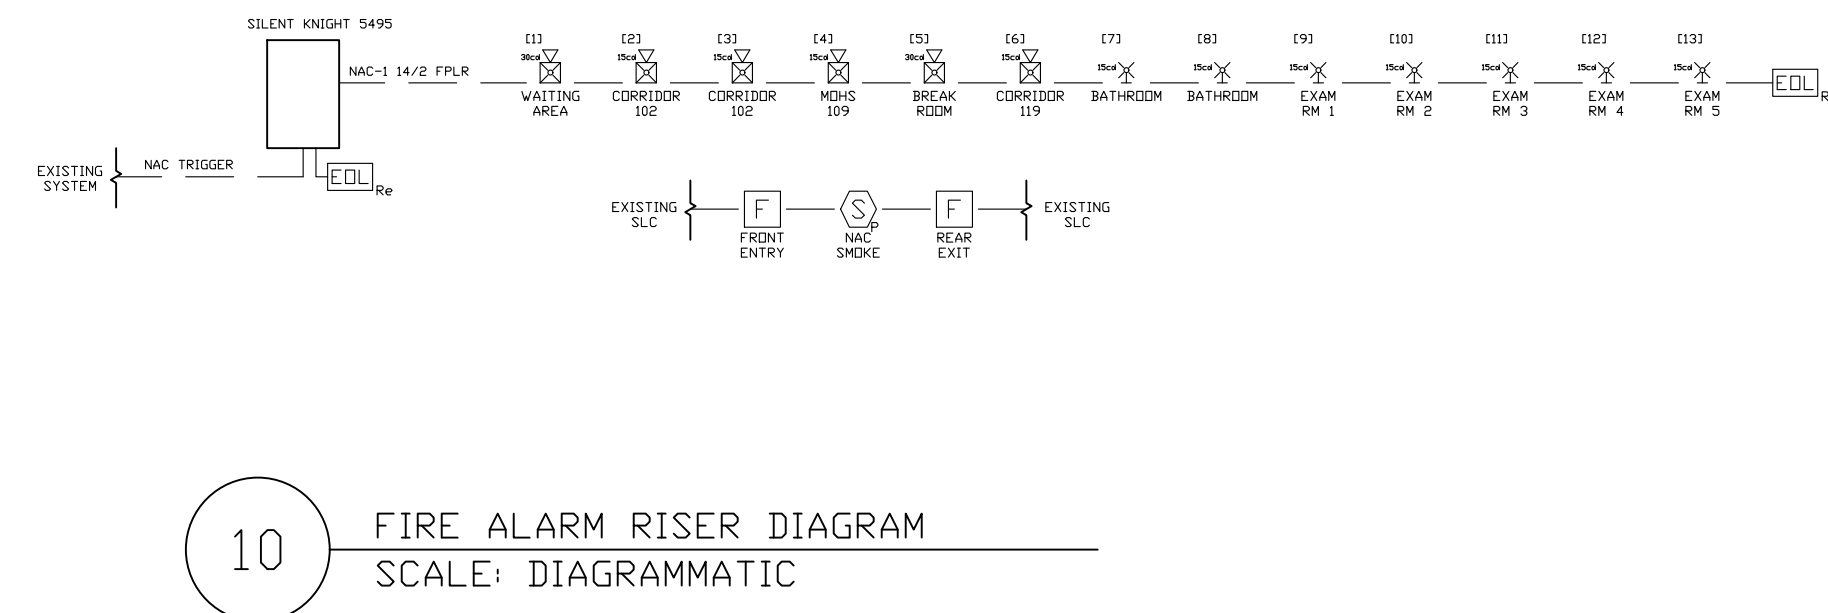 SILENT KNIGHT 5495
[1] [2] [3] [4] [5] [6] [7] [8] [9] [10] [11] [12] [13]
30cd 15cd 15cd 15cd 30cd 15cd 15cd 15cd 15cd 15cd 15cd 15cd 15cd
NAC-1 14/2 FPLR
EOL
R
WAITING
AREA
CORRIDOR
102
CORRIDOR
102
MOHS
109
BREAK
ROOM
CORRIDOR
119
BATHROOM
BATHROOM
EXAM
RM 1
EXAM
RM 2
EXAM
RM 3
EXAM
RM 4
EXAM
RM 5
EXISTING
SYSTEM
NAC TRIGGER
EOL
Re
EXISTING
SLC
F
FRONT
ENTRY
S
P
NAC
SMOKE
F
REAR
EXIT
EXISTING
SLC
10
FIRE ALARM RISER DIAGRAM
SCALE: DIAGRAMMATIC